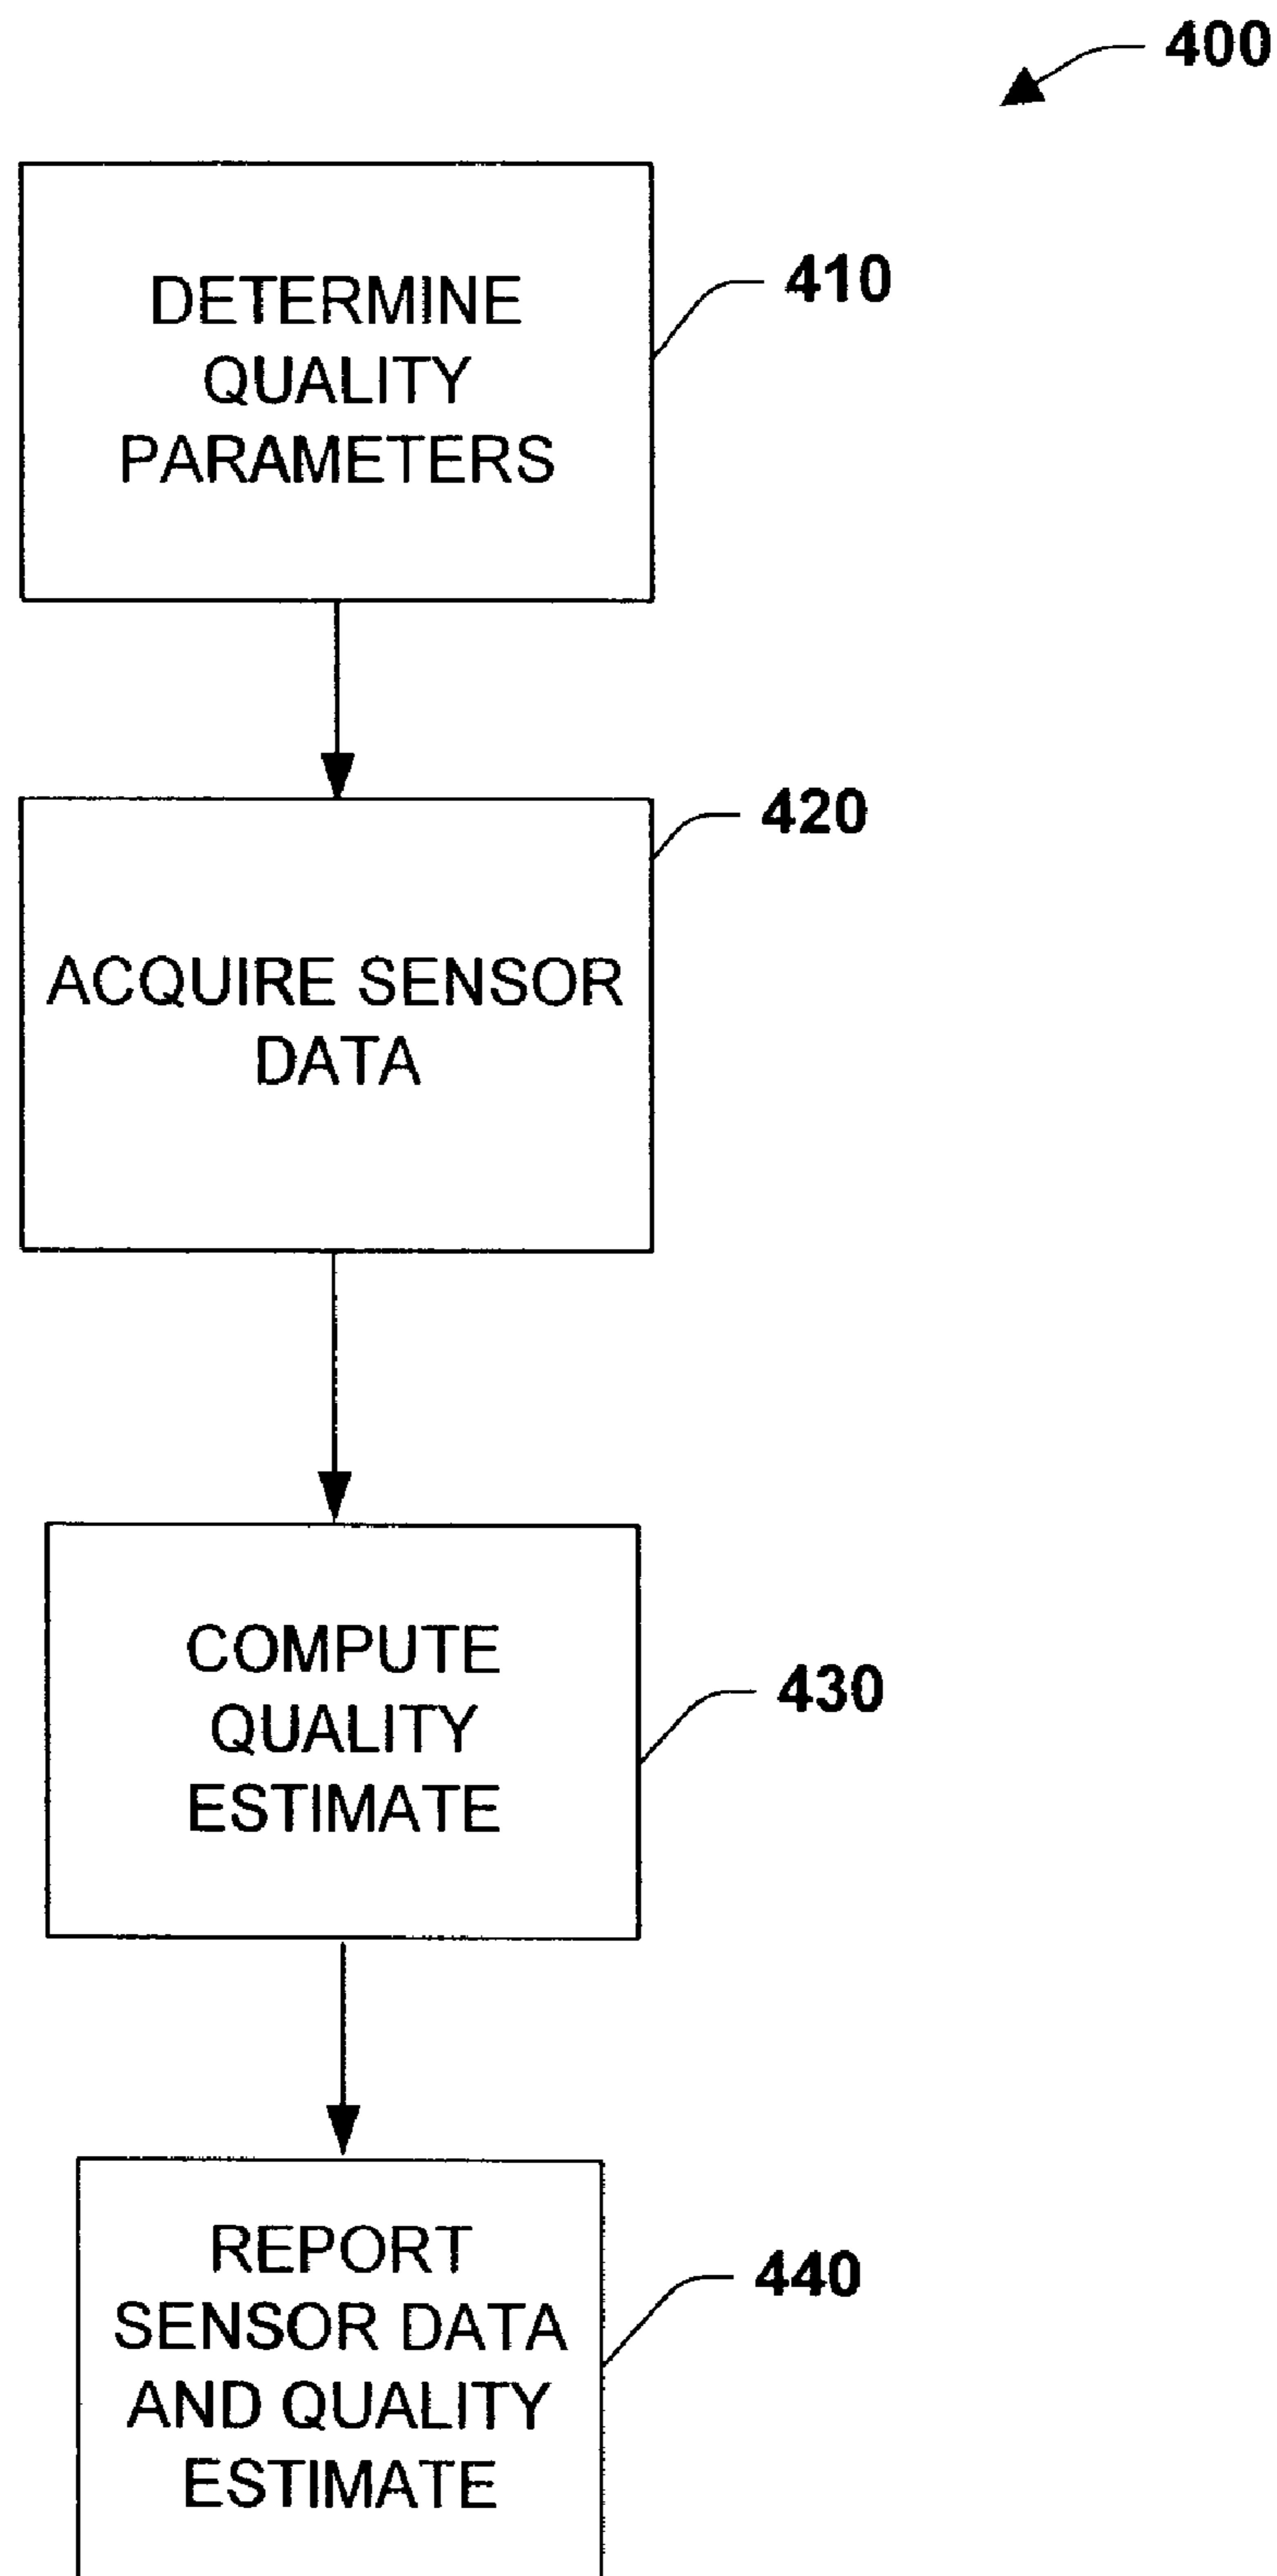 400
DETERMINE
QUALITY
PARAMETERS
410
ACQUIRE SENSOR
DATA
420
COMPUTE
QUALITY
ESTIMATE
430
REPORT
SENSOR DATA
AND QUALITY
ESTIMATE
440